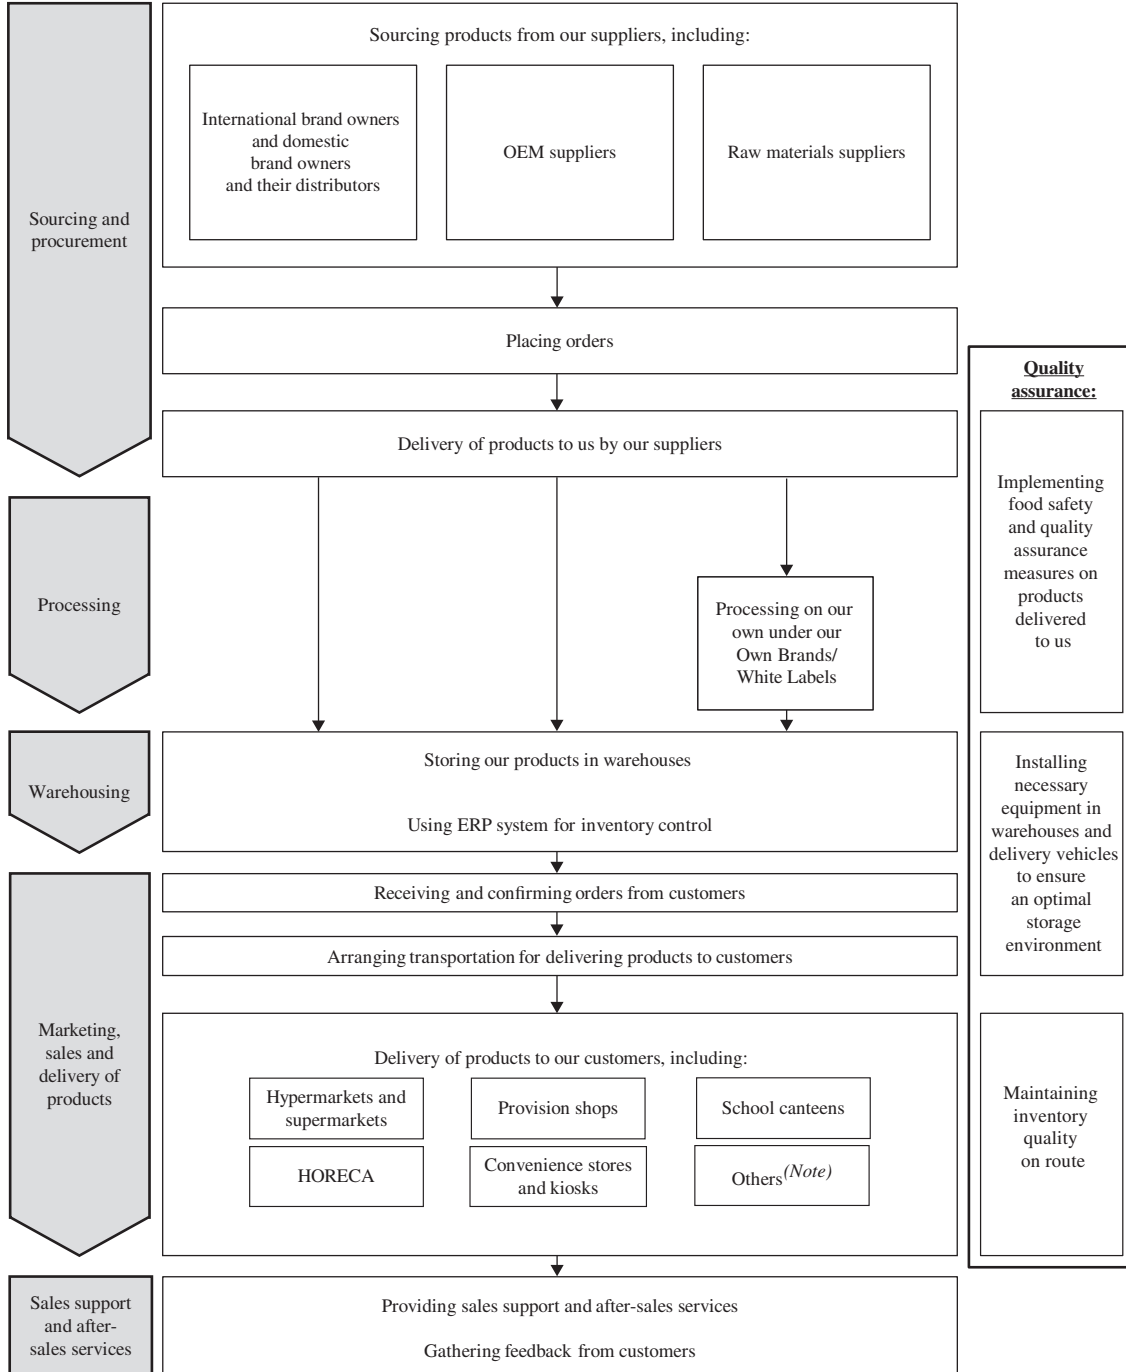 Sourcing products from our suppliers, including:
International brand owners
and domestic
brand owners
and their distributors
OEM suppliers
Raw materials suppliers
Sourcing and
procurement
Placing orders
Delivery of products to us by our suppliers
Processing
Processing on our
own under our
Own Brands/
White Labels
Warehousing
Storing our products in warehouses
Using ERP system for inventory control
Receiving and confirming orders from customers
Arranging transportation for delivering products to customers
Marketing,
sales and
delivery of
products
Delivery of products to our customers, including:
Hypermarkets and
supermarkets
Provision shops
School canteens
HORECA
Convenience stores
and kiosks
Others(Note)
Sales support
and after-
sales services
Providing sales support and after-sales services
Gathering feedback from customers
Quality
assurance:
Implementing
food safety
and quality
assurance
measures on
products
delivered
to us
Installing
necessary
equipment in
warehouses and
delivery vehicles
to ensure
an optimal
storage
environment
Maintaining
inventory
quality
on route